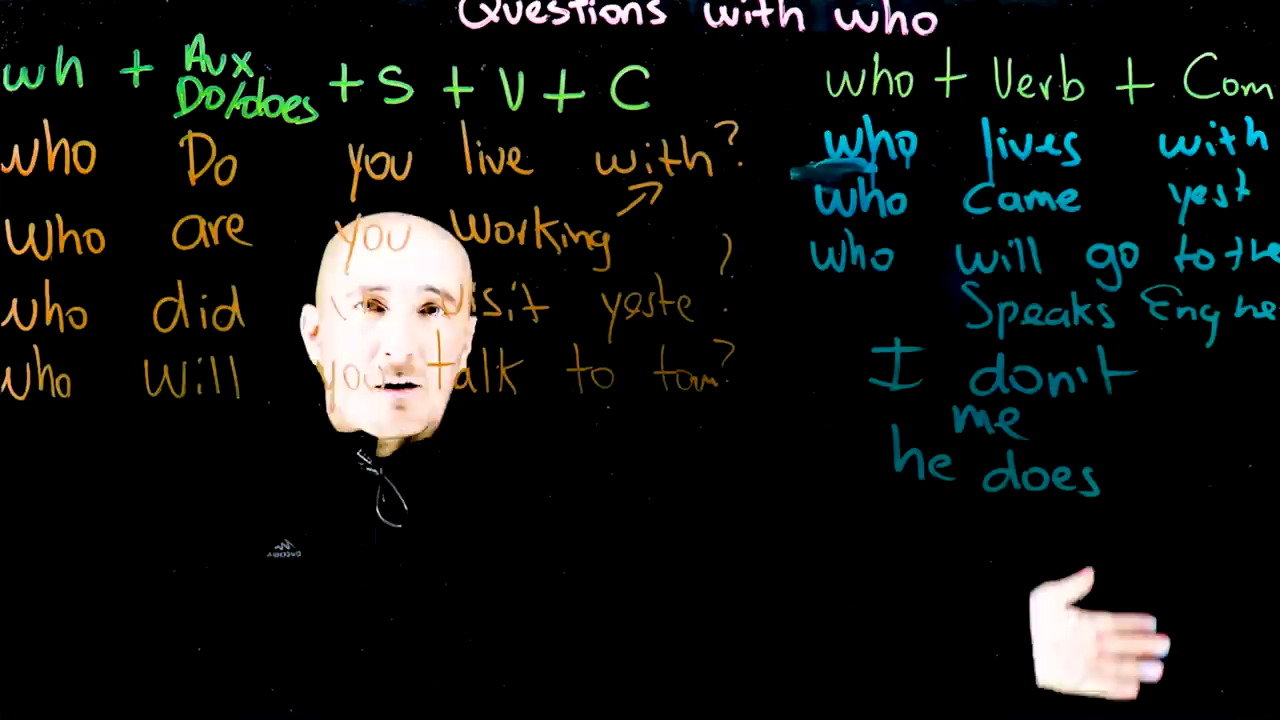 Questions with who
wh + Aux Do/does + S + V + C
who Do you live with?
who are you working ?
who did visit yeste ?
who will you talk to tom?
who + Verb + Com
who lives with
who came yest
who will go to the
Speaks Eng here
I don't
me
he does